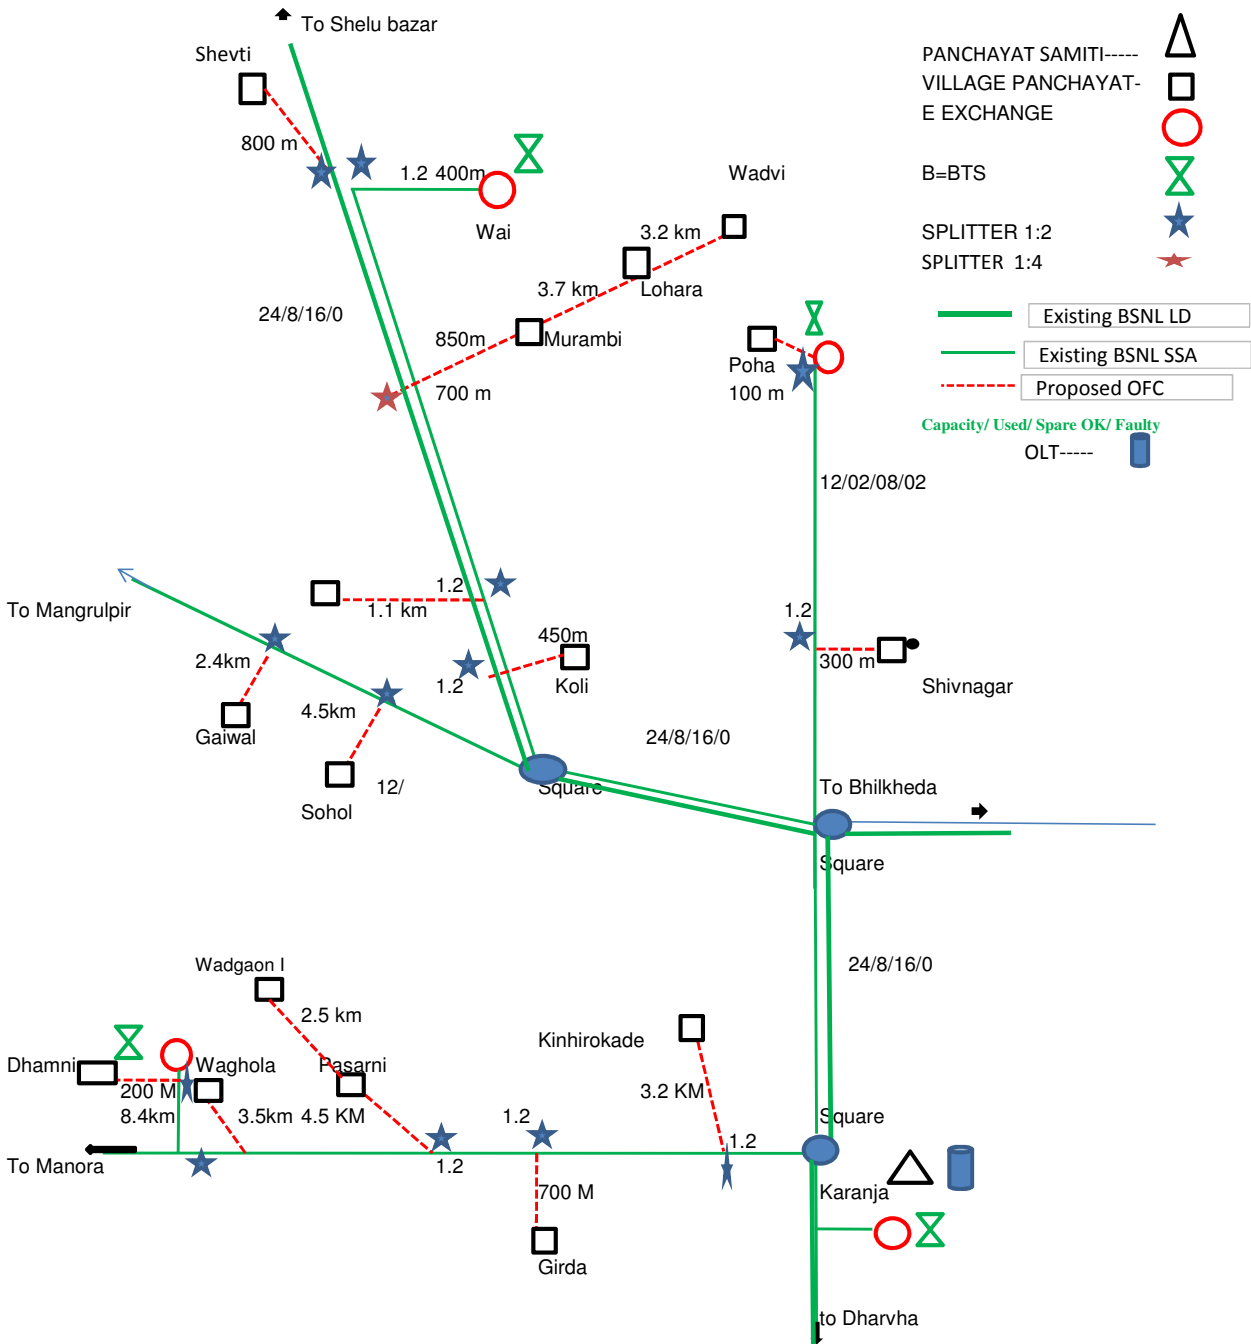 To Shelu bazar
Shevti
PANCHAYAT SAMITI-----
VILLAGE PANCHAYAT-
E EXCHANGE
800 m
1.2 400m
Wadvi
B=BTS
Wai
3.2 km
SPLITTER 1:2
SPLITTER 1:4
3.7 km
Lohara
24/8/16/0
850m
Murambi
Existing BSNL LD
Existing BSNL SSA
Poha
700 m
100 m
Proposed OFC
Capacity/ Used/ Spare OK/ Faulty
OLT-----
12/02/08/02
1.2
1.1 km
To Mangrulpir
1.2
450m
2.4km
1.2
Koli
300 m
Shivnagar
4.5km
Gaiwal
24/8/16/0
12/
Square
To Bhilkheda
Sohol
Square
Wadgaon I
24/8/16/0
2.5 km
Kinhirokade
Dhamni
Waghola
Pasarni
200 M
8.4km
3.5km
4.5 KM
1.2
3.2 KM
Square
1.2
To Manora
1.2
700 M
Karanja
Girda
to Dharvha